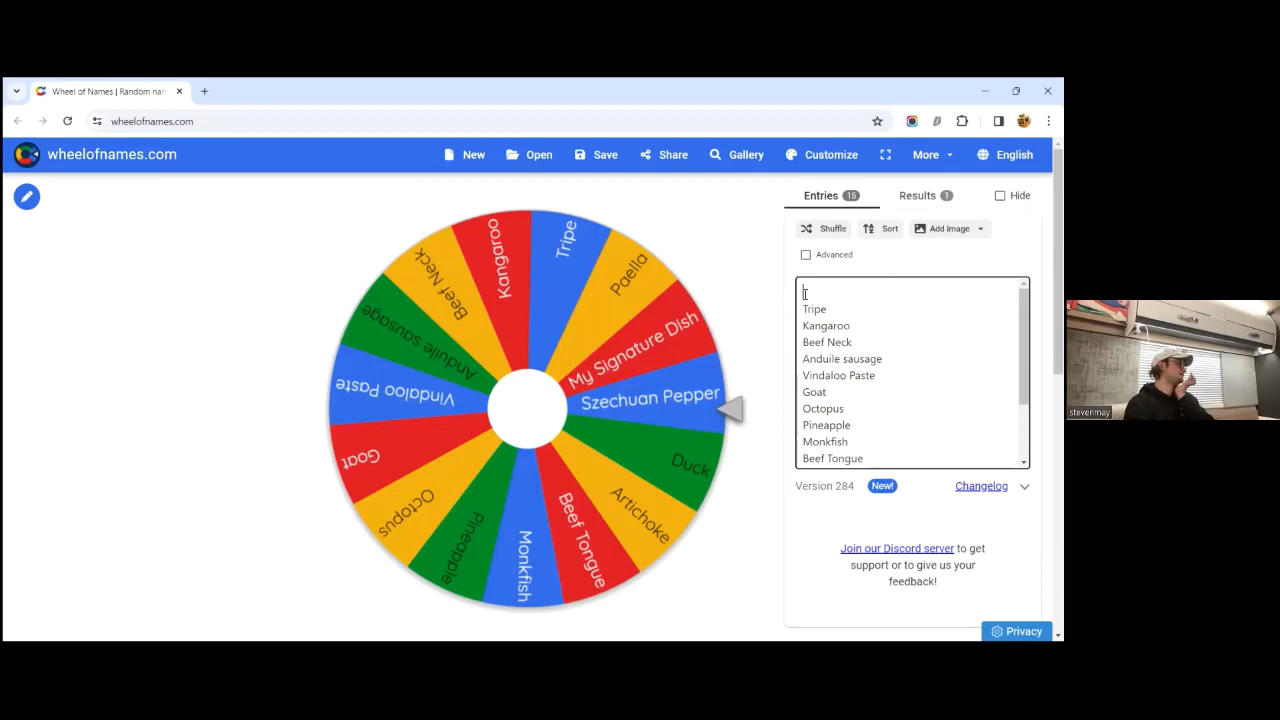 Wheel of Names | Random nam
wheelofnames.com
wheelofnames.com
New
Open
Save
Share
Gallery
Customize
More
English
Entries 15
Results 1
Hide
Shuffle
Sort
Add image
Advanced
Tripe
Kangaroo
Beef Neck
Anduile sausage
Vindaloo Paste
Goat
Octopus
Pineapple
Monkfish
Beef Tongue
Version 284
New!
Changelog
Join our Discord server to get
support or to give us your
feedback!
Privacy
Tripe
Paella
My Signature Dish
Szechuan Pepper
Duck
Artichoke
Beef Tongue
Monkfish
Pineapple
Octopus
Goat
Vindaloo Paste
Anduile sausage
Beef Neck
Kangaroo
stevenmay